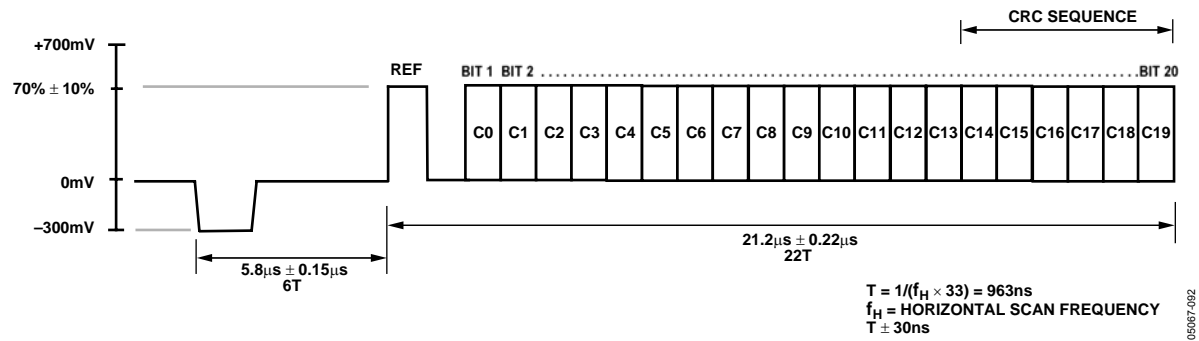 CRC SEQUENCE
+700mV
REF
BIT 1 BIT 2 ........................................ BIT 20
70% ± 10%
C0 C1 C2 C3 C4 C5 C6 C7 C8 C9 C10 C11 C12 C13 C14 C15 C16 C17 C18 C19
0mV
–300mV
21.2μs ± 0.22μs
22T
5.8μs ± 0.15μs
6T
T = 1/(fH × 33) = 963ns
fH = HORIZONTAL SCAN FREQUENCY
T ± 30ns
05067-092